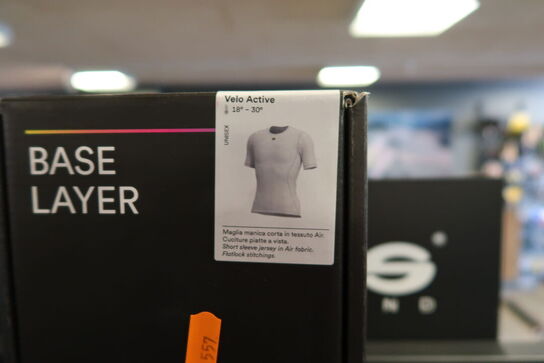 Velo Active
18° – 30°
UNISEX
BASE
LAYER
Maglia manica corta in tessuto Air.
Cuciture piatte a vista.
Short sleeve jersey in Air fabric.
Flatlock stitchings.
557
S
ND